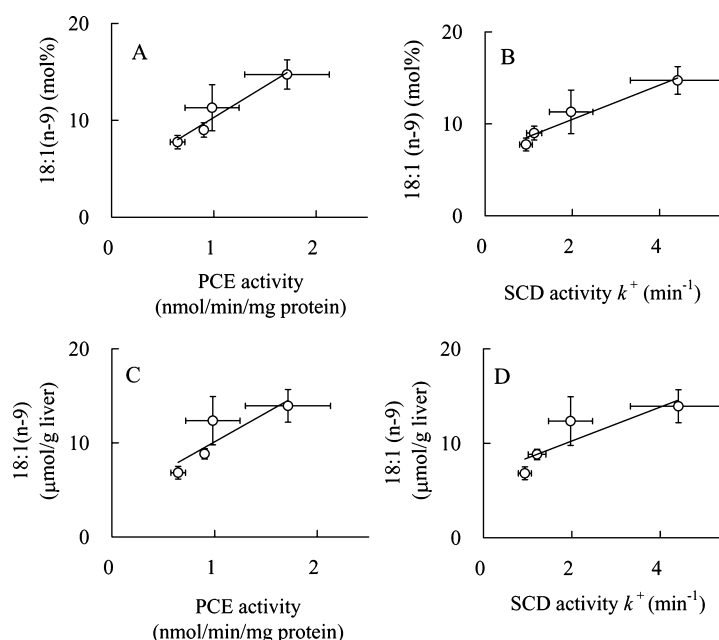 A
20
10
0
18:1(n-9) (mol%)
0
1
2
PCE activity
(nmol/min/mg protein)
B
20
10
0
18:1 (n-9) (mol%)
0
2
4
SCD activity k⁺ (min⁻¹)
C
20
10
0
18:1(n-9)
(μmol/g liver)
0
1
2
PCE activity
(nmol/min/mg protein)
D
20
10
0
18:1 (n-9)
(μmol/g liver)
0
2
4
SCD activity k⁺ (min⁻¹)